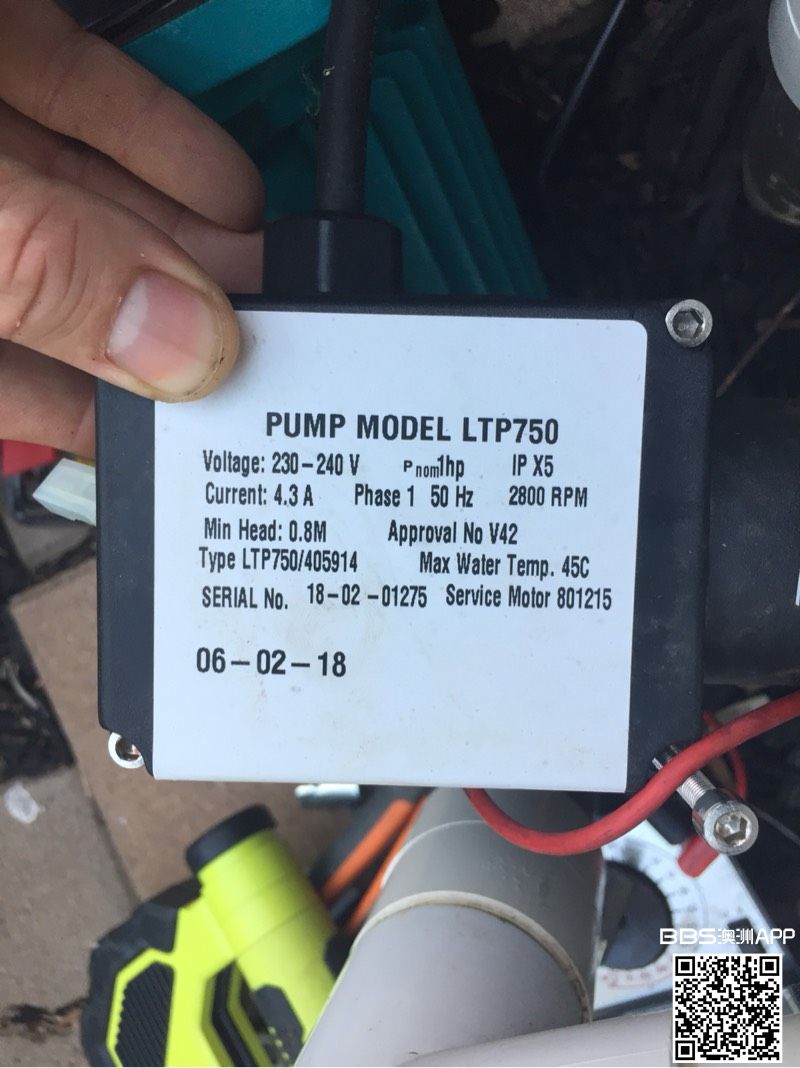 PUMP MODEL LTP750
Voltage: 230-240 V P nom 1hp IP X5
Current: 4.3 A Phase 1 50 Hz 2800 RPM
Min Head: 0.8M Approval No V42
Type LTP750/405914 Max Water Temp. 45C
SERIAL No. 18-02-01275 Service Motor 801215
06-02-18
BBS澳洲APP